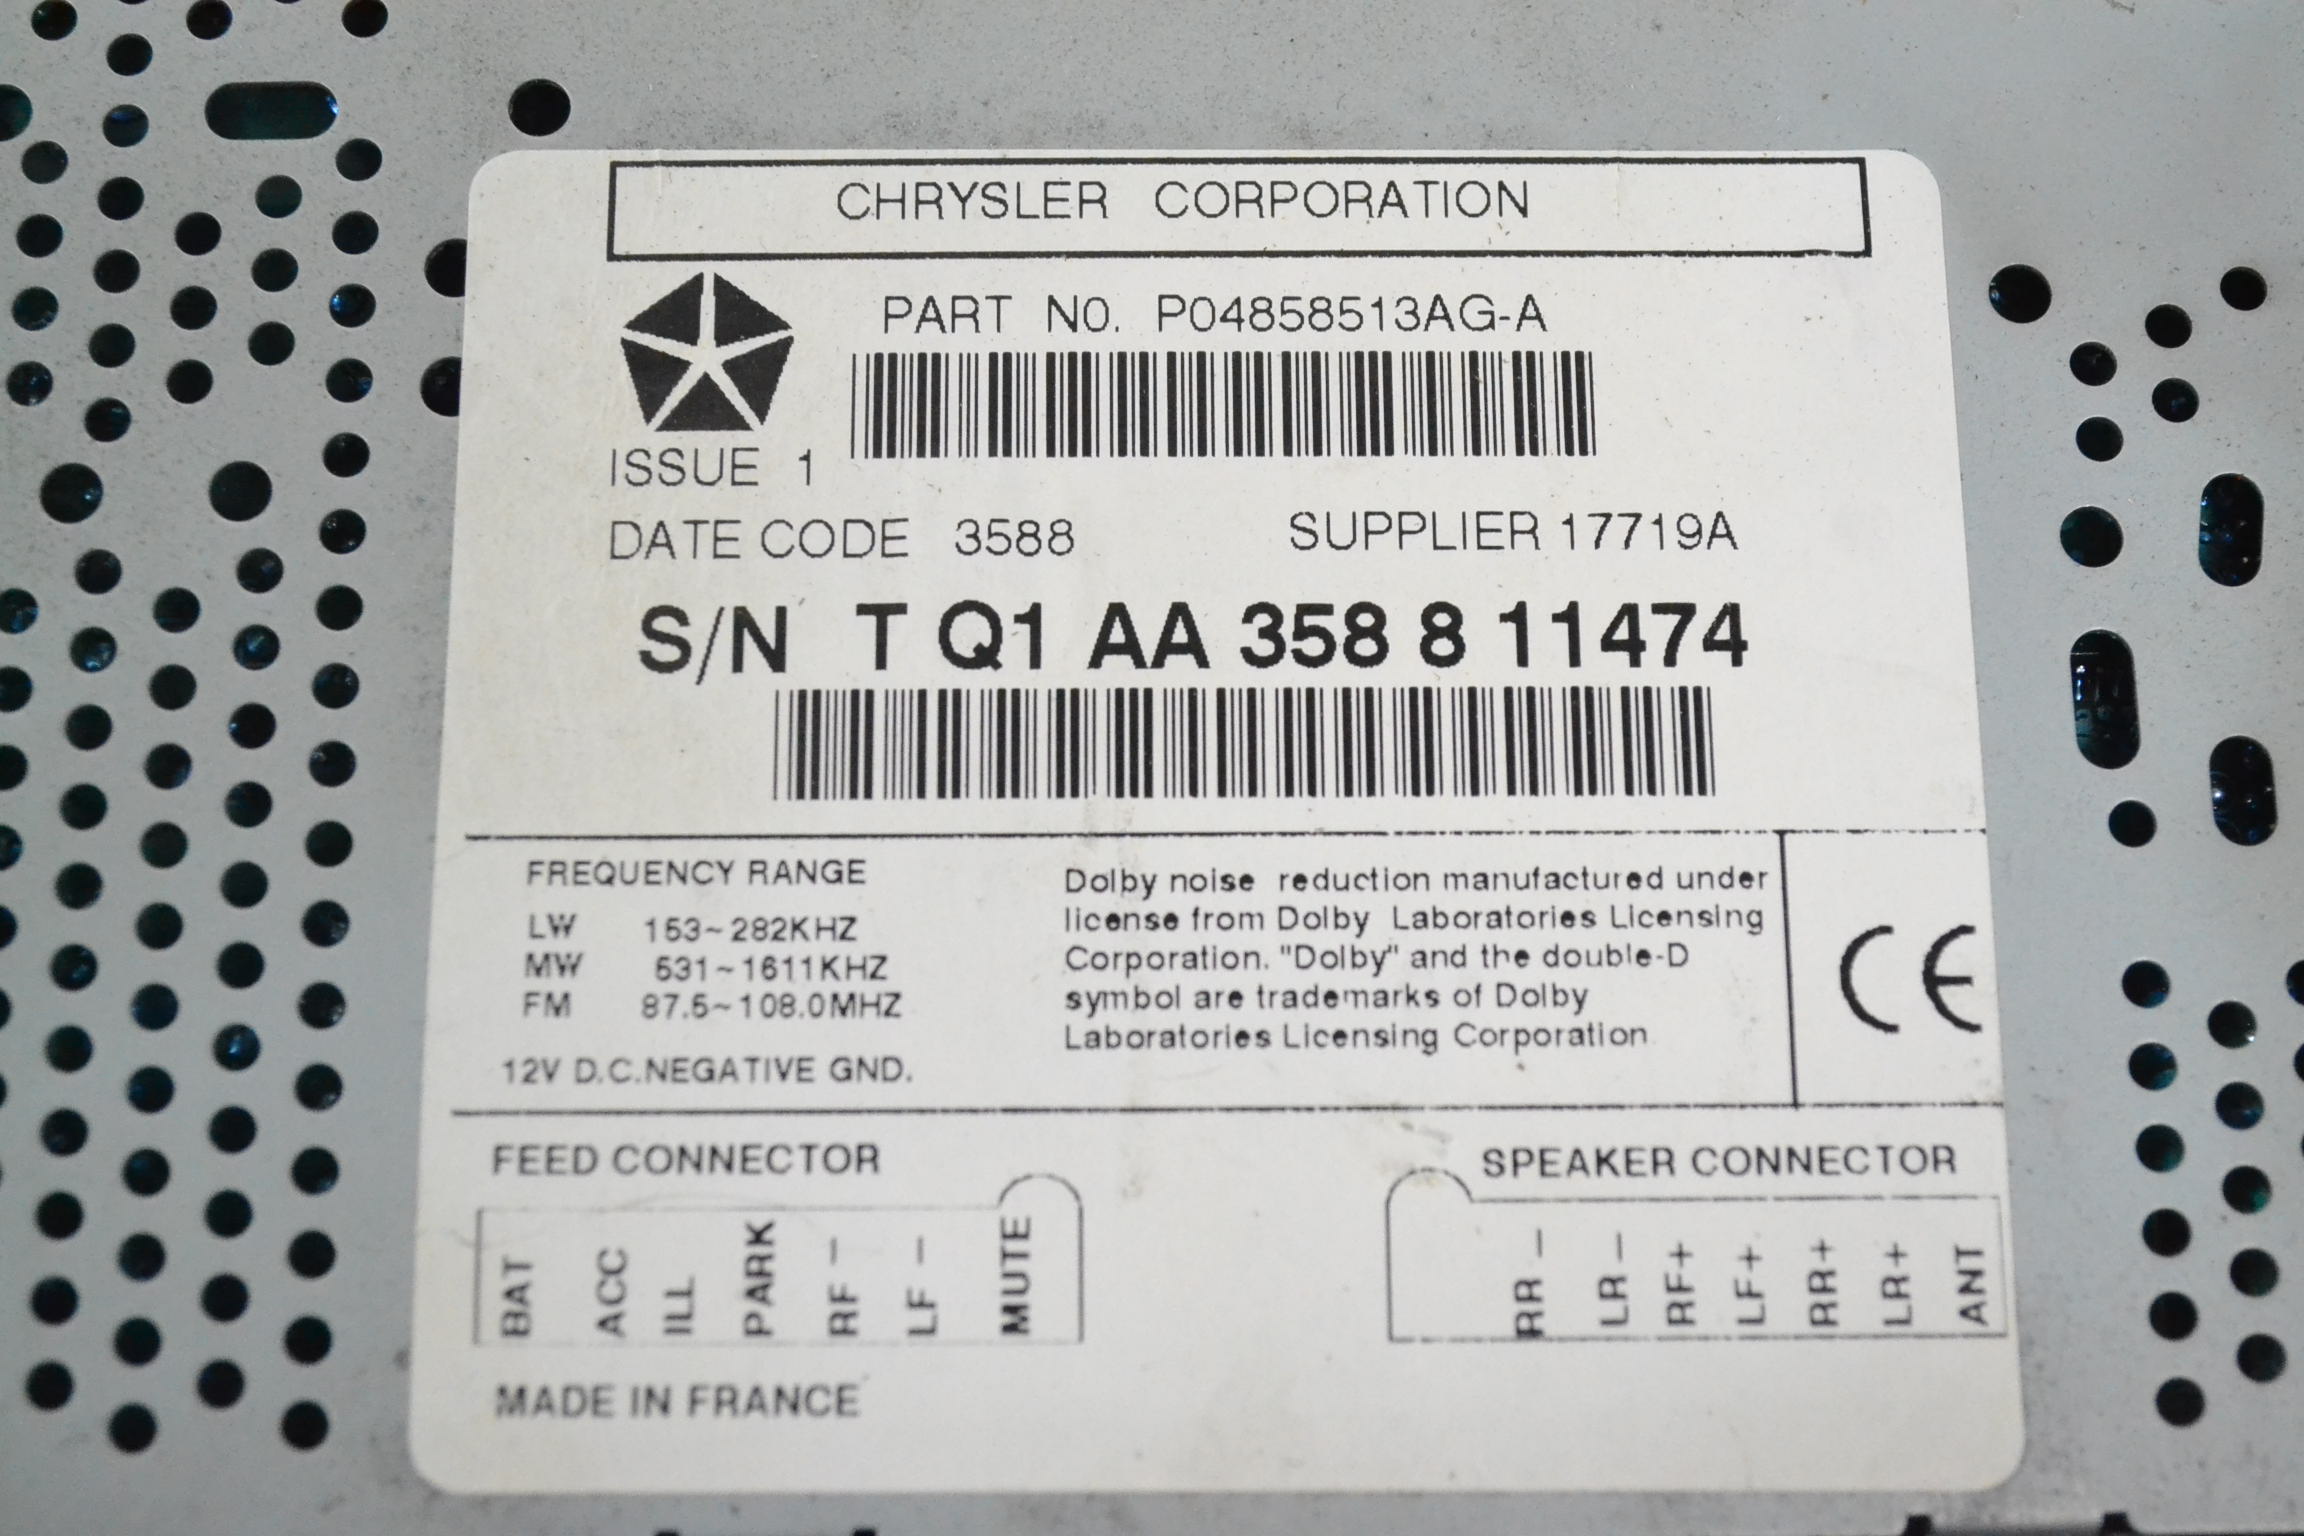 CHRYSLER CORPORATION
PART NO. P04858513AG-A
ISSUE 1
DATE CODE 3588 SUPPLIER 17719A
S/N T Q1 AA 358 8 11474
FREQUENCY RANGE
LW 153~282KHZ
MW 531~1611KHZ
FM 87.5~108.0MHZ
12V D.C.NEGATIVE GND.
Dolby noise reduction manufactured under
license from Dolby Laboratories Licensing
Corporation. "Dolby" and the double-D
symbol are trademarks of Dolby
Laboratories Licensing Corporation
CE
FEED CONNECTOR
BAT
ACC
ILL
PARK
RF -
LF -
MUTE
SPEAKER CONNECTOR
RR -
LR -
RF+
LF+
RR+
LR+
ANT
MADE IN FRANCE